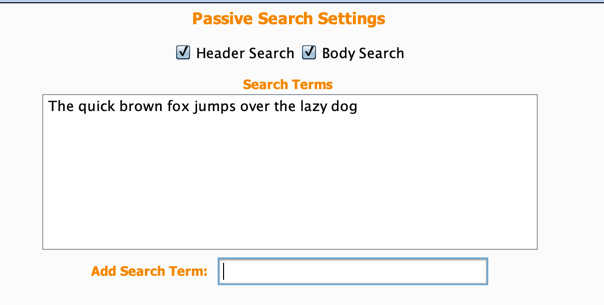 Passive Search Settings
Header Search Body Search
Search Terms
The quick brown fox jumps over the lazy dog
Add Search Term: